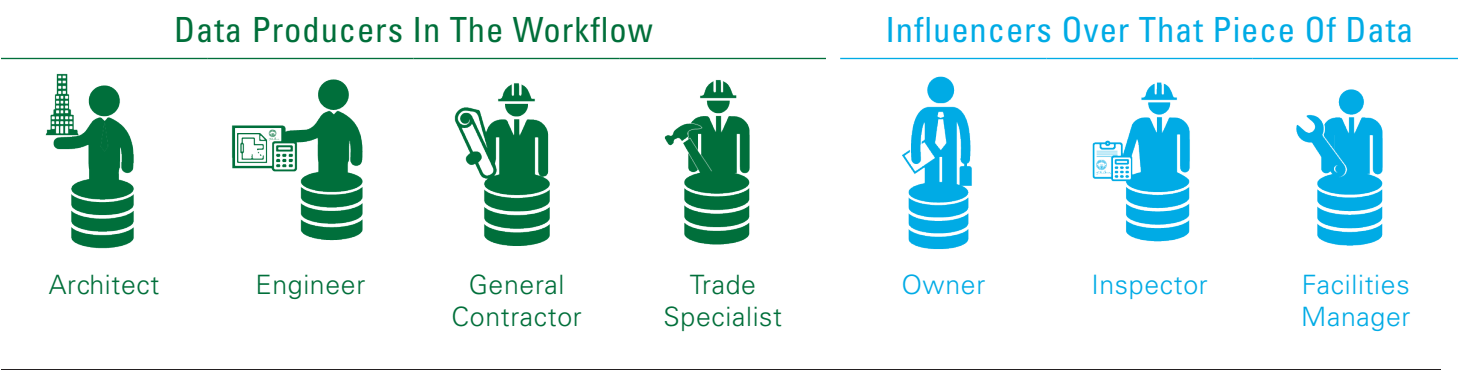 Data Producers In The Workflow
Influencers Over That Piece Of Data
Architect
Engineer
General
Contractor
Trade
Specialist
Owner
Inspector
Facilities
Manager